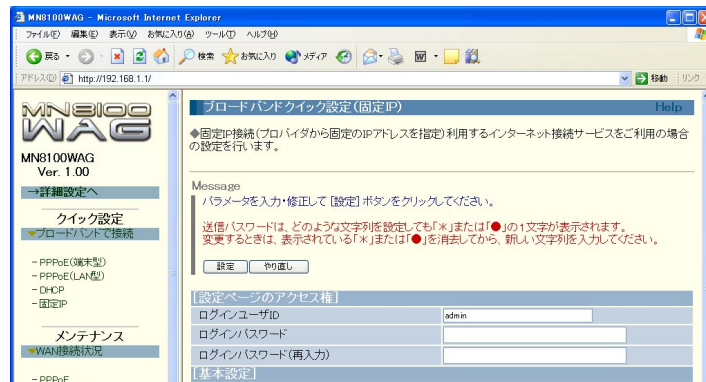 MN8100WAG - Microsoft Internet Explorer
ファイル(F) 編集(E) 表示(V) お気に入り(A) ツール(T) ヘルプ(H)
戻る 検索 お気に入り メディア
アドレス(D) http://192.168.1.1/ 移動 リンク
MN8100
WAG
MN8100WAG
Ver. 1.00
→詳細設定へ
クイック設定
ブロードバンドで接続
- PPPoE(端末型)
- PPPoE(LAN型)
- DHCP
- 固定IP
メンテナンス
WAN接続状況
- PPPoE
ブロードバンドクイック設定(固定IP) Help
◆固定IP接続(プロバイダから固定のIPアドレスを指定)利用するインターネット接続サービスをご利用の場合
の設定を行います。
Message
パラメータを入力・修正して [設定] ボタンをクリックしてください。
送信パスワードは、どのような文字列を設定しても「*」または「●」の1文字が表示されます。
変更するときは、表示されている「*」または「●」を消去してから、新しい文字列を入力してください。
設定 やり直し
[設定ページのアクセス権]
ログインユーザID admin
ログインパスワード
ログインパスワード(再入力)
[基本設定]